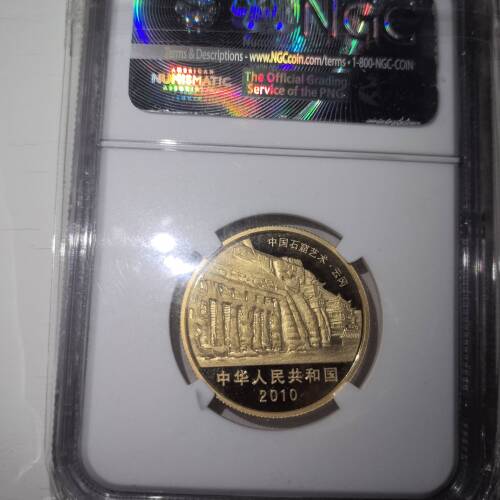 NGC
Terms & Descriptions - www.NGCcoin.com/terms • 1-800-NGC-COIN
AMERICAN
NUMISMATIC
ASSOCIATION
The Official Grading
Service of the PNG
中国石窟艺术·云冈
中华人民共和国
2010